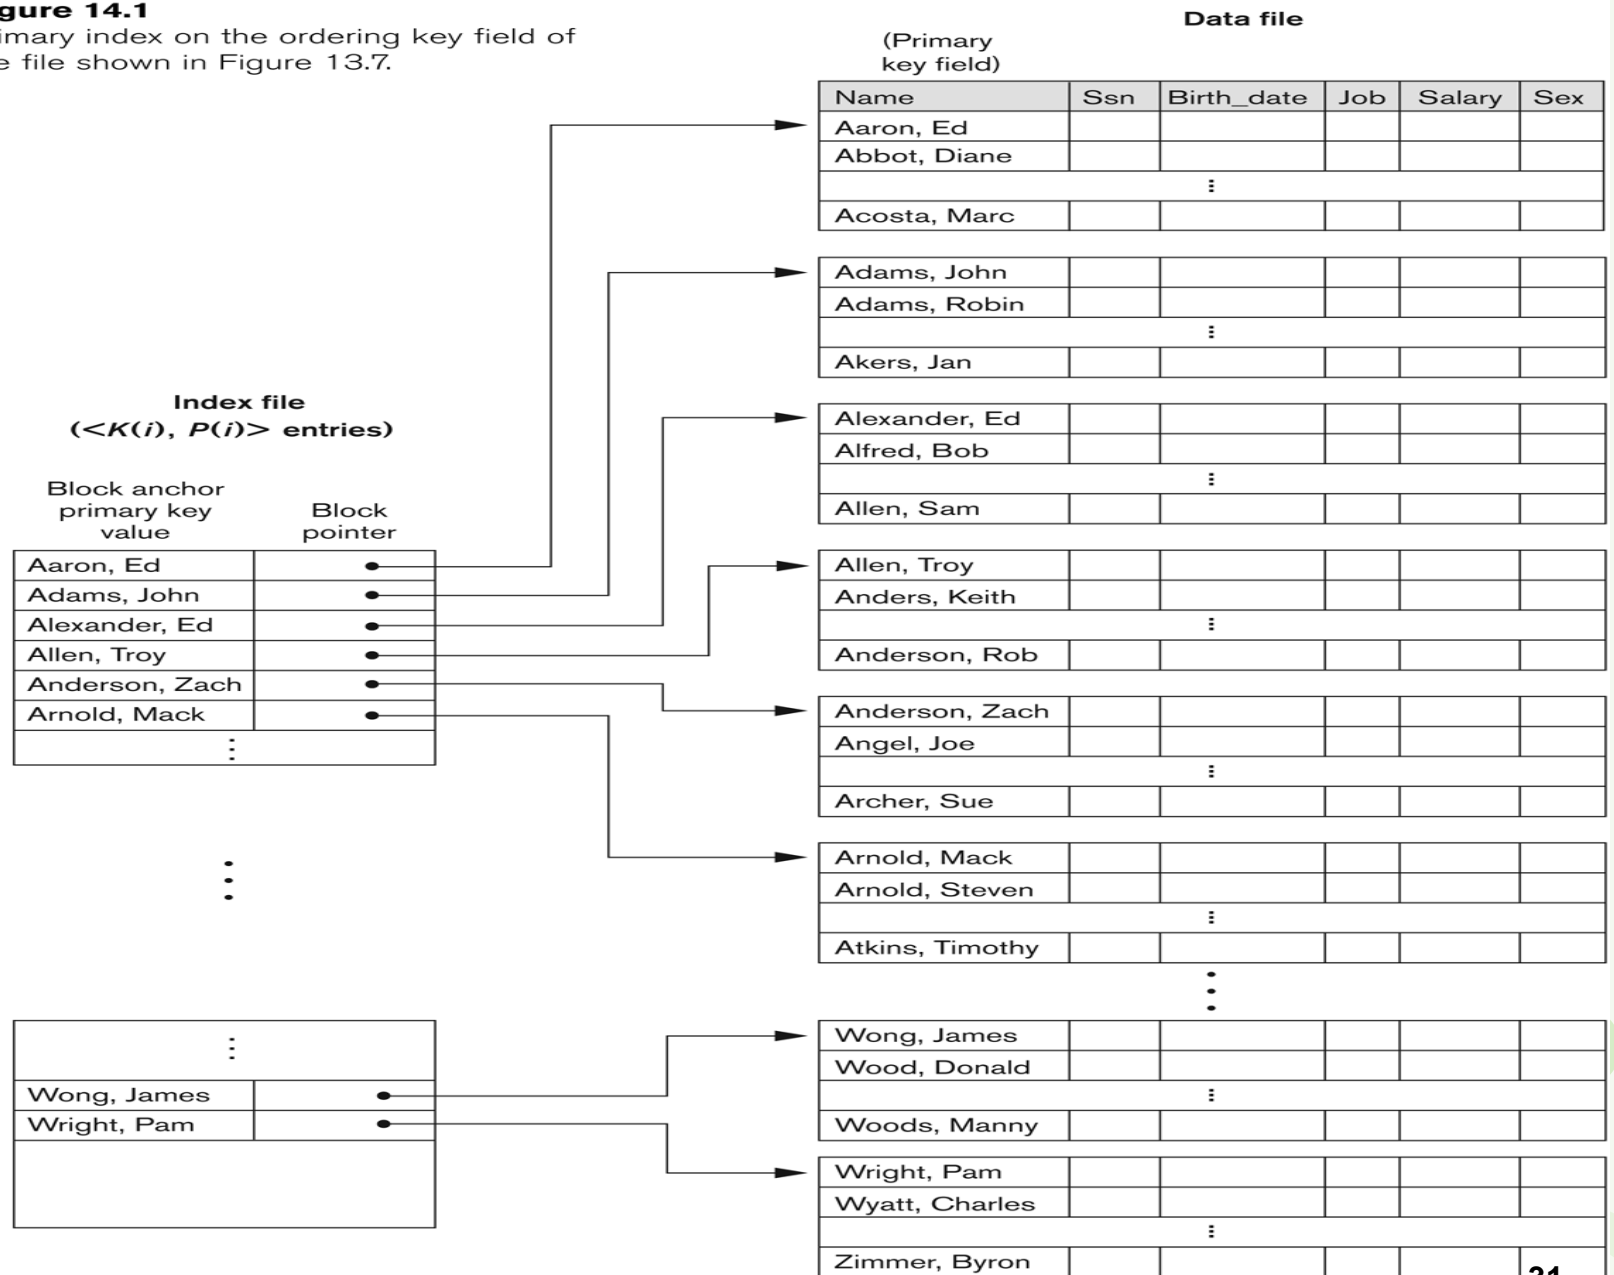 gure 14.1
imary index on the ordering key field of
e file shown in Figure 13.7.
Data file
(Primary
key field)
Name Ssn Birth_date Job Salary Sex
Aaron, Ed
Abbot, Diane
Acosta, Marc
Adams, John
Adams, Robin
Akers, Jan
Alexander, Ed
Alfred, Bob
Allen, Sam
Allen, Troy
Anders, Keith
Anderson, Rob
Anderson, Zach
Angel, Joe
Archer, Sue
Arnold, Mack
Arnold, Steven
Atkins, Timothy
Wong, James
Wood, Donald
Woods, Manny
Wright, Pam
Wyatt, Charles
Zimmer, Byron
Index file
(<K(i), P(i)> entries)
Block anchor
primary key
value
Block
pointer
Aaron, Ed
Adams, John
Alexander, Ed
Allen, Troy
Anderson, Zach
Arnold, Mack
Wong, James
Wright, Pam